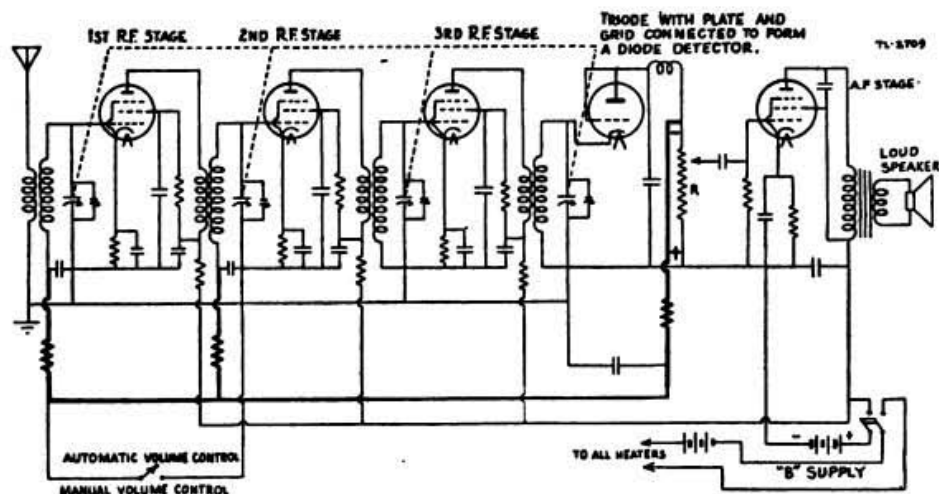 1ST R.F. STAGE
2ND R.F. STAGE
3RD R.F. STAGE
TRIODE WITH PLATE AND
GRID CONNECTED TO FORM
A DIODE DETECTOR.
TL-2709
A.F STAGE
LOUD
SPEAKER
R
+
AUTOMATIC VOLUME CONTROL
MANUAL VOLUME CONTROL
TO ALL HEATERS
- +
"B" SUPPLY